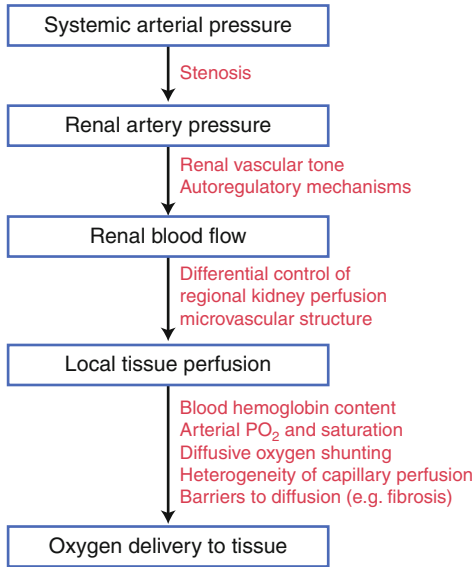 Systemic arterial pressure
Stenosis
Renal artery pressure
Renal vascular tone
Autoregulatory mechanisms
Renal blood flow
Differential control of
regional kidney perfusion
microvascular structure
Local tissue perfusion
Blood hemoglobin content
Arterial PO₂ and saturation
Diffusive oxygen shunting
Heterogeneity of capillary perfusion
Barriers to diffusion (e.g. fibrosis)
Oxygen delivery to tissue